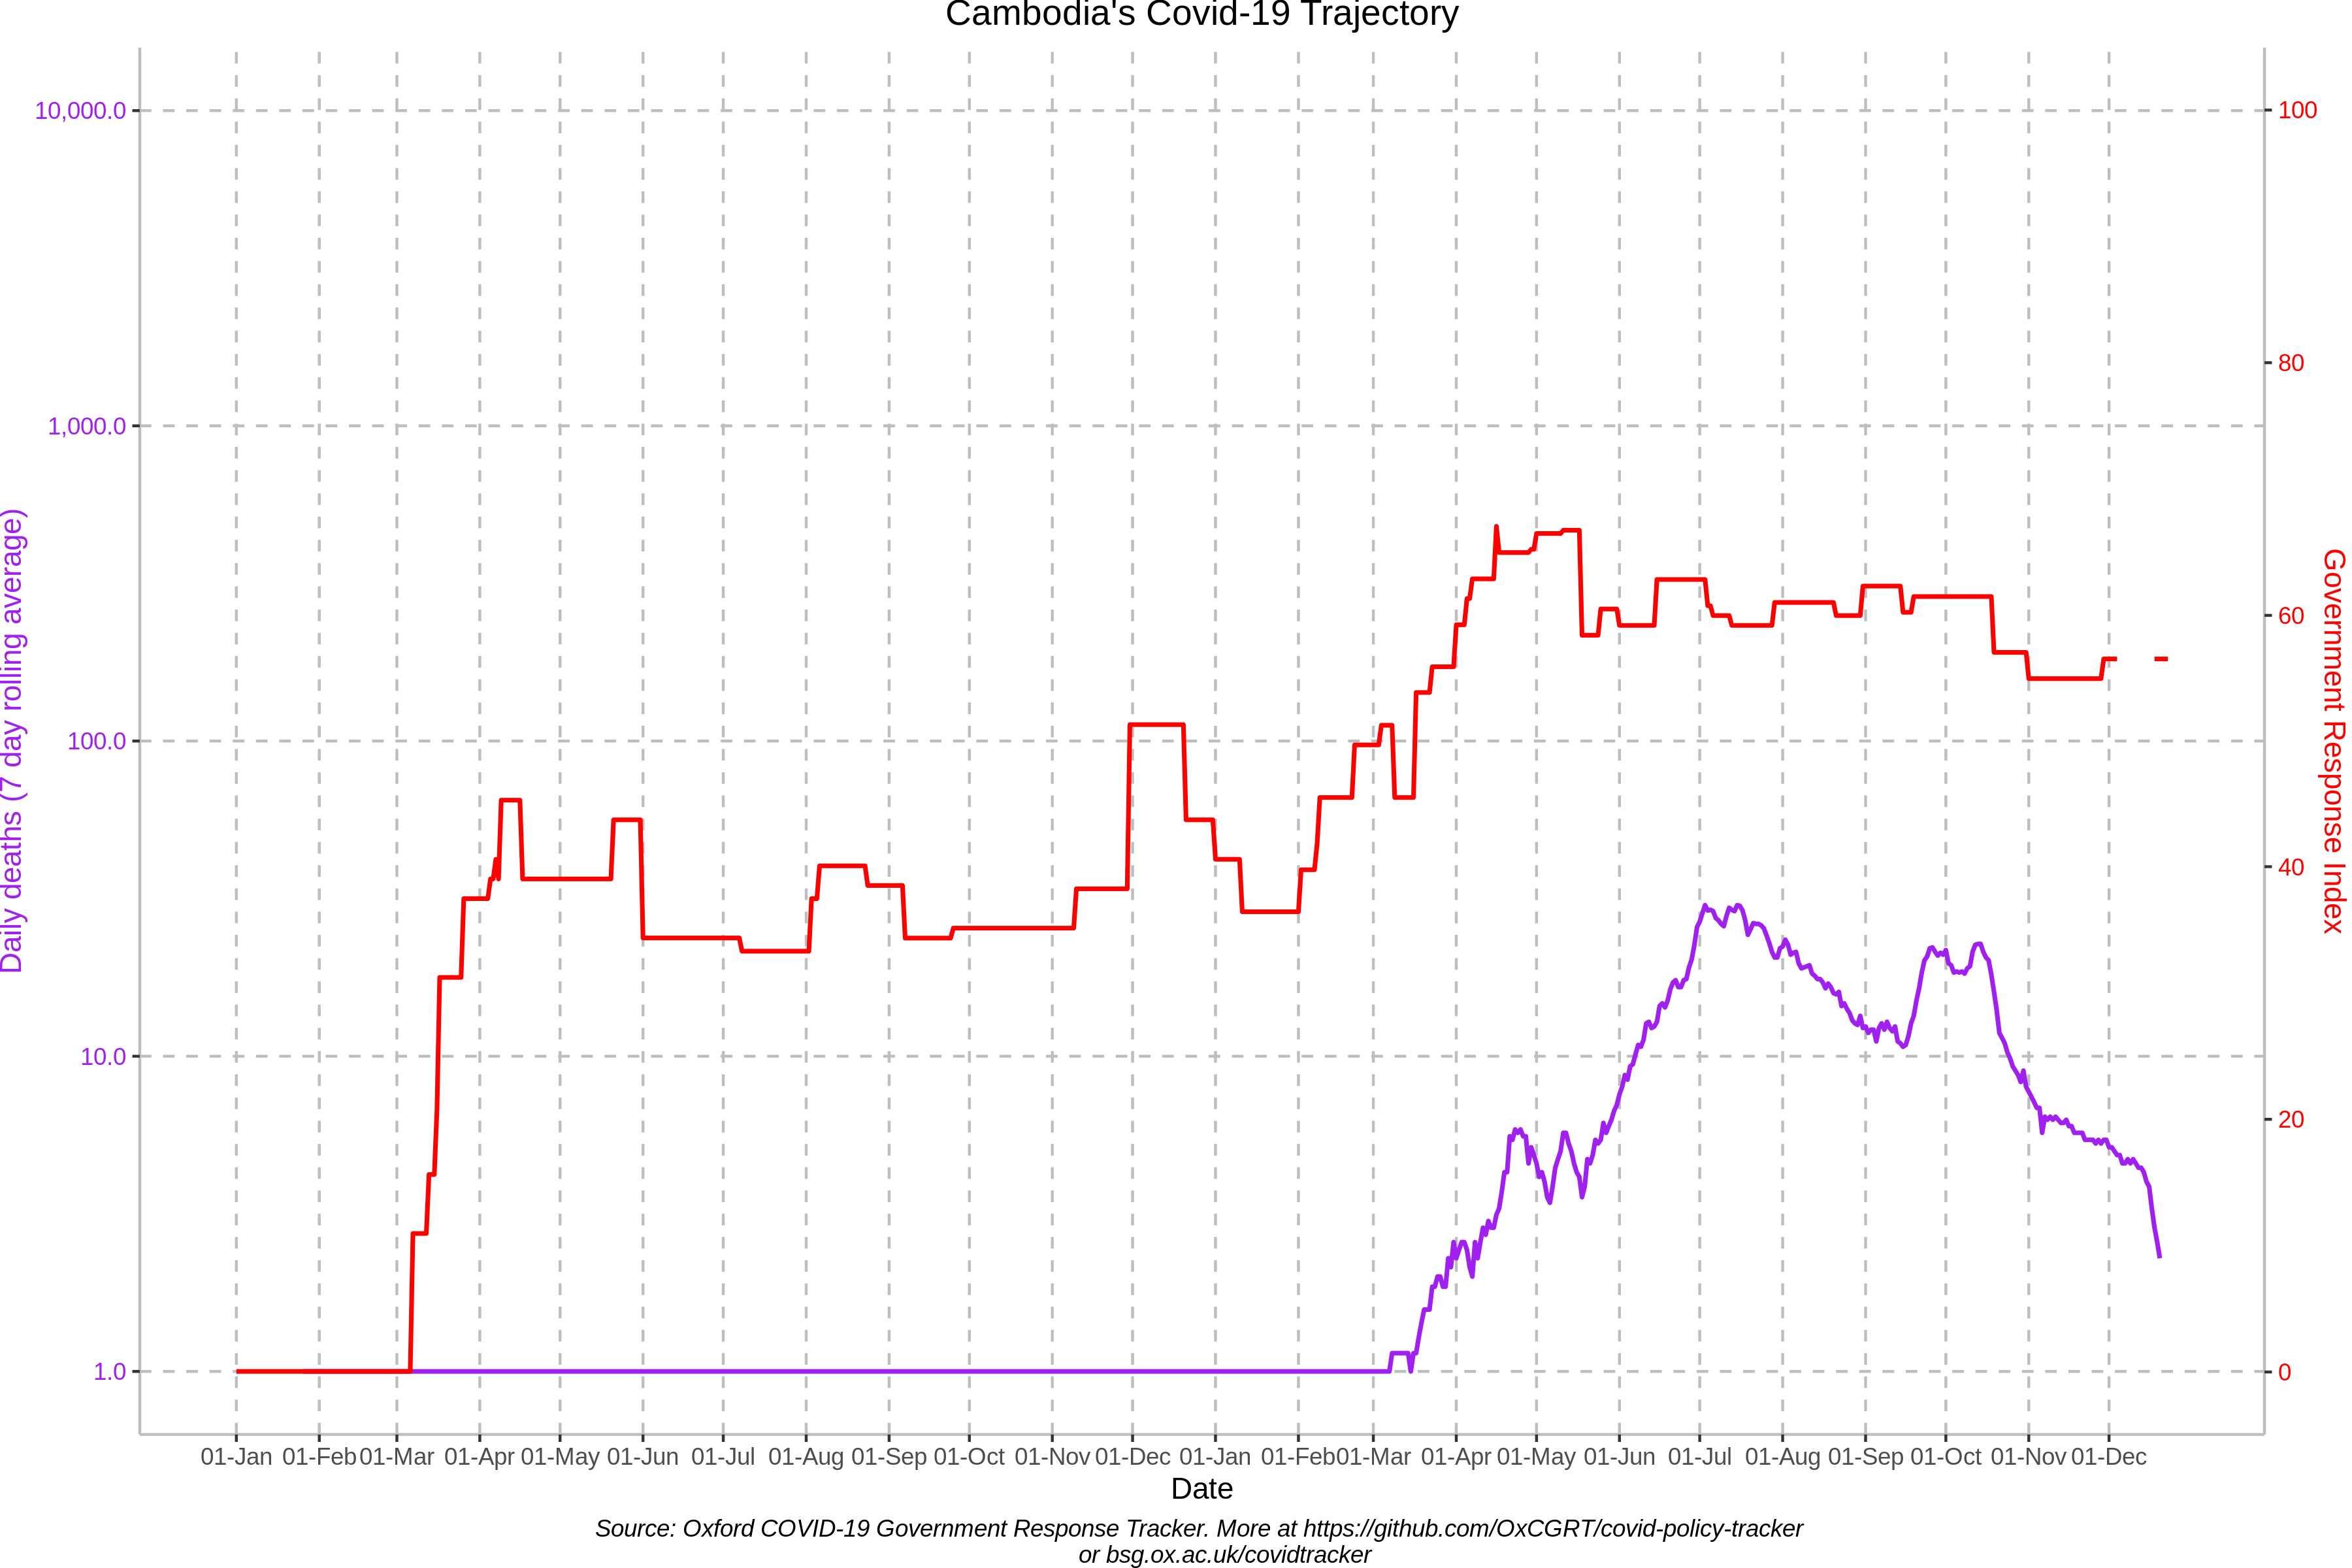 Cambodia's Covid-19 Trajectory
10,000.0
1,000.0
100.0
10.0
1.0
Daily deaths (7 day rolling average)
100
80
60
40
20
0
Government Response Index
01-Jan 01-Feb 01-Mar 01-Apr 01-May 01-Jun 01-Jul 01-Aug 01-Sep 01-Oct 01-Nov 01-Dec 01-Jan 01-Feb 01-Mar 01-Apr 01-May 01-Jun 01-Jul 01-Aug 01-Sep 01-Oct 01-Nov 01-Dec
Date
Source: Oxford COVID-19 Government Response Tracker. More at https://github.com/OxCGRT/covid-policy-tracker
or bsg.ox.ac.uk/covidtracker